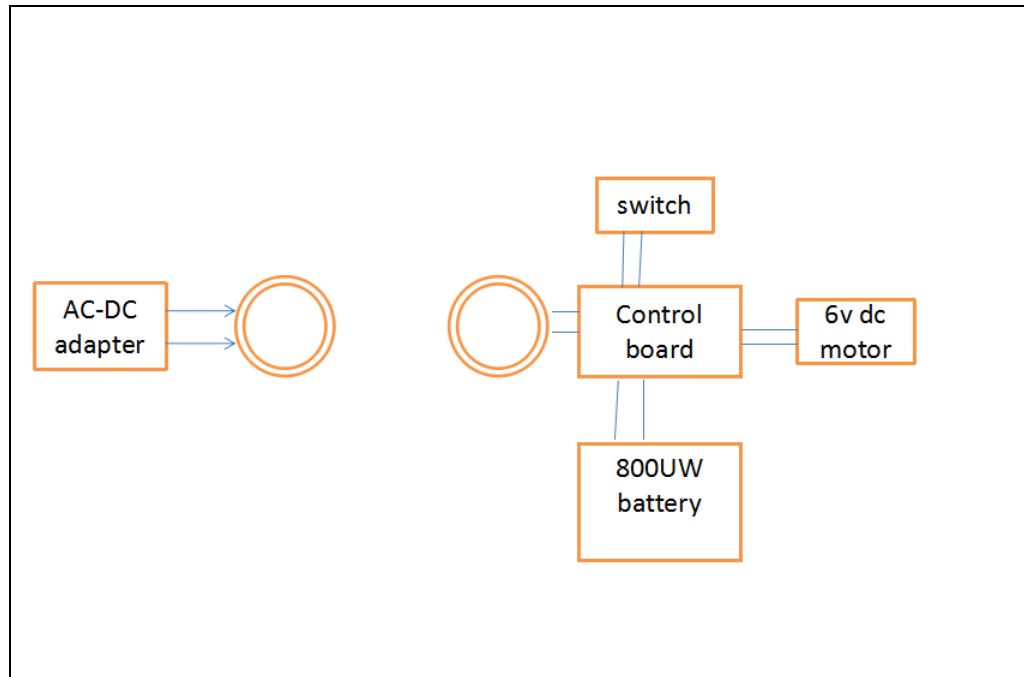 switch
AC-DC
adapter
Control
board
6v dc
motor
800UW
battery